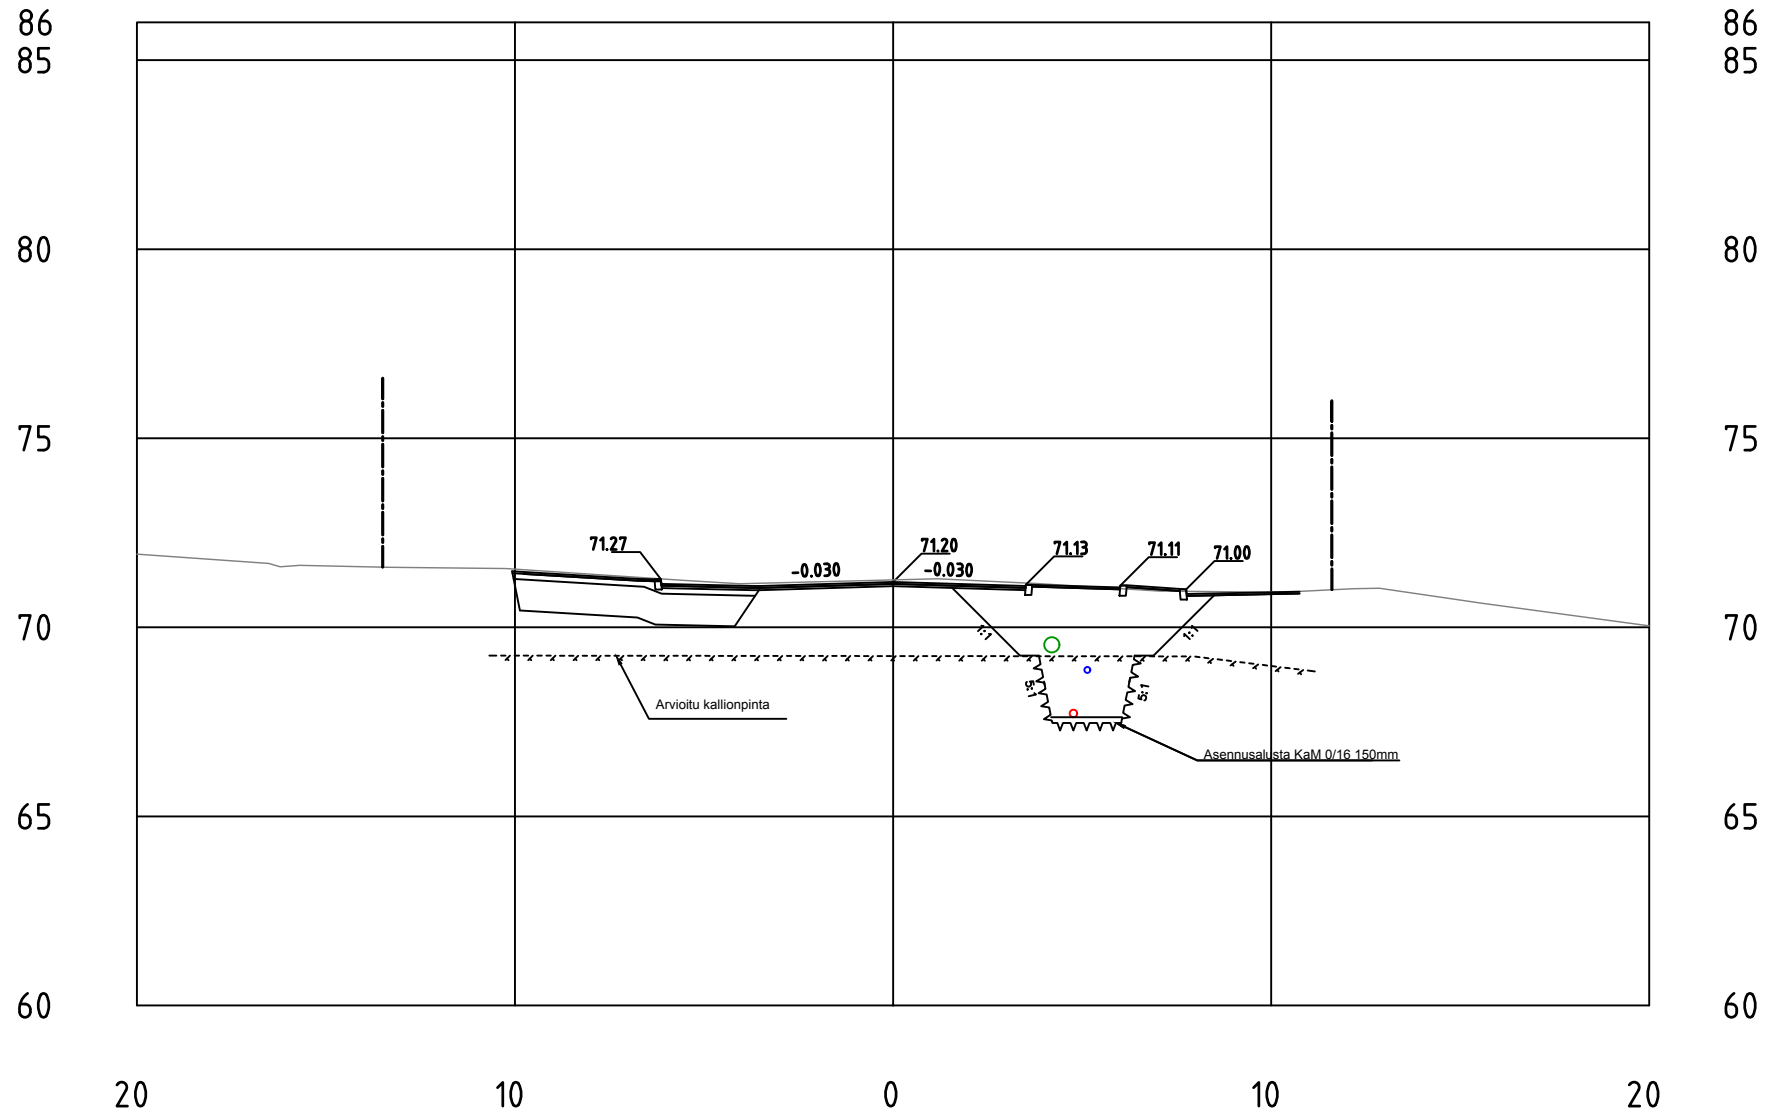 86 86
85 85
80 80
75 75
71.27 71.20 71.13 71.11 71.00
-0.030 -0.030
70 70
1:1 1:1
5:1 5:1
Arvioitu kallionpinta
Asennusalusta KaM 0/16 150mm
65 65
60 60
20 10 0 10 20